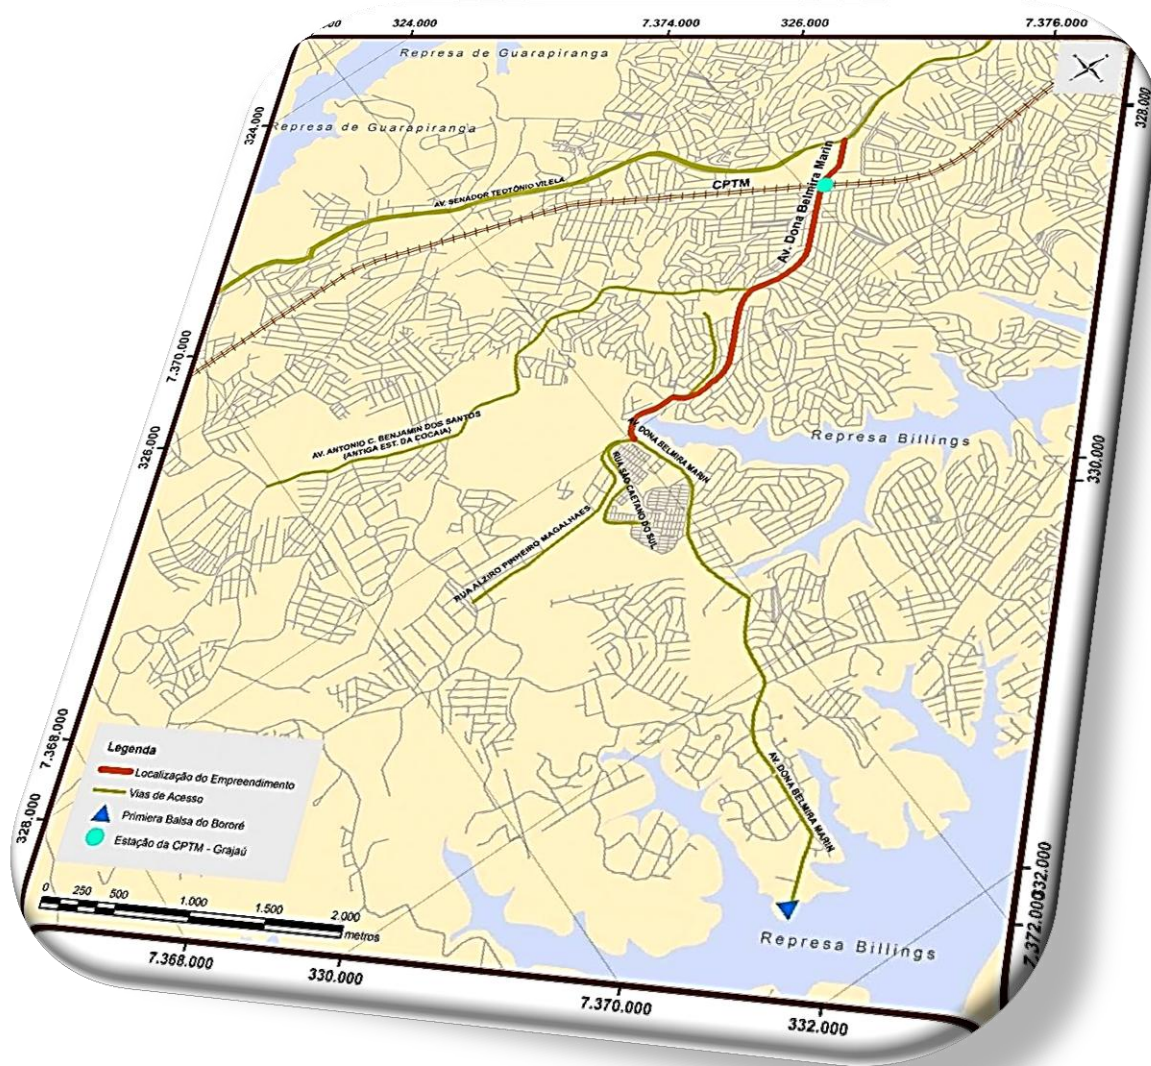 324.000
7.374.000
326.000
7.376.000
Represa de Guarapiranga
324.000
328.000
Represa de Guarapiranga
Av. Dona Belmira Marin
CPTM
AV. SENADOR TEOTÔNIO VILELA
7.370.000
326.000
AV. ANTONIO C. BENJAMIN DOS SANTOS
(ANTIGA EST. DA COCAIA)
AV. DONA BELMIRA MARIN
Represa Billings
330.000
RUA SÃO CAETANO DO SUL
RUA ALZIRO PINHEIRO MAGALHAES
7.368.000
328.000
Legenda
Localização do Empreendimento
Vias de Acesso
Primiera Balsa do Bororé
Estação da CPTM - Grajaú
AV. DONA BELMIRA MARIN
0 250 500 1.000 1.500 2.000
metros
Represa Billings
332.000
7.372.000
7.368.000
330.000
7.370.000
332.000